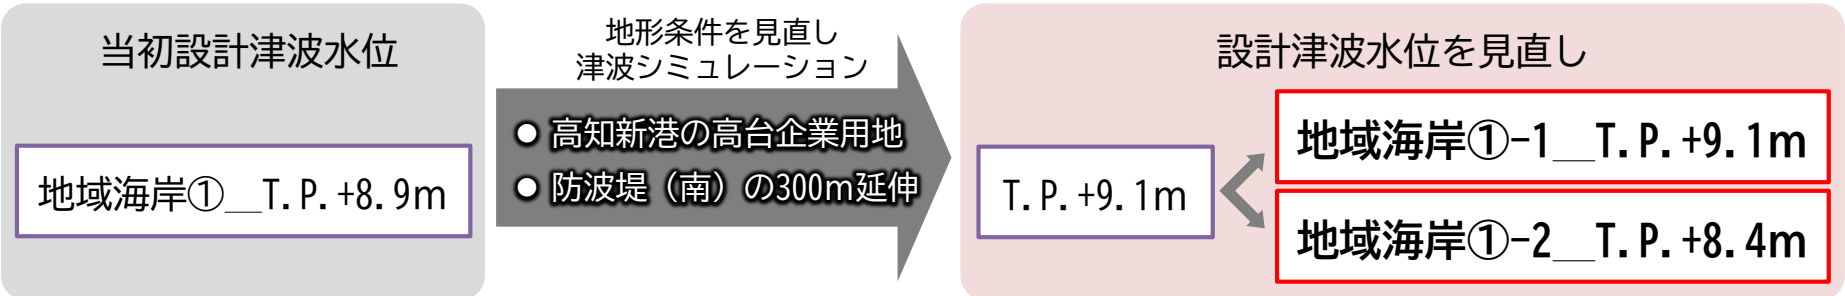 当初設計津波水位
地域海岸①__T.P.+8.9m
地形条件を見直し
津波シミュレーション
● 高知新港の高台企業用地
● 防波堤（南）の300m延伸
設計津波水位を見直し
T.P.+9.1m
地域海岸①-1__T.P.+9.1m
地域海岸①-2__T.P.+8.4m